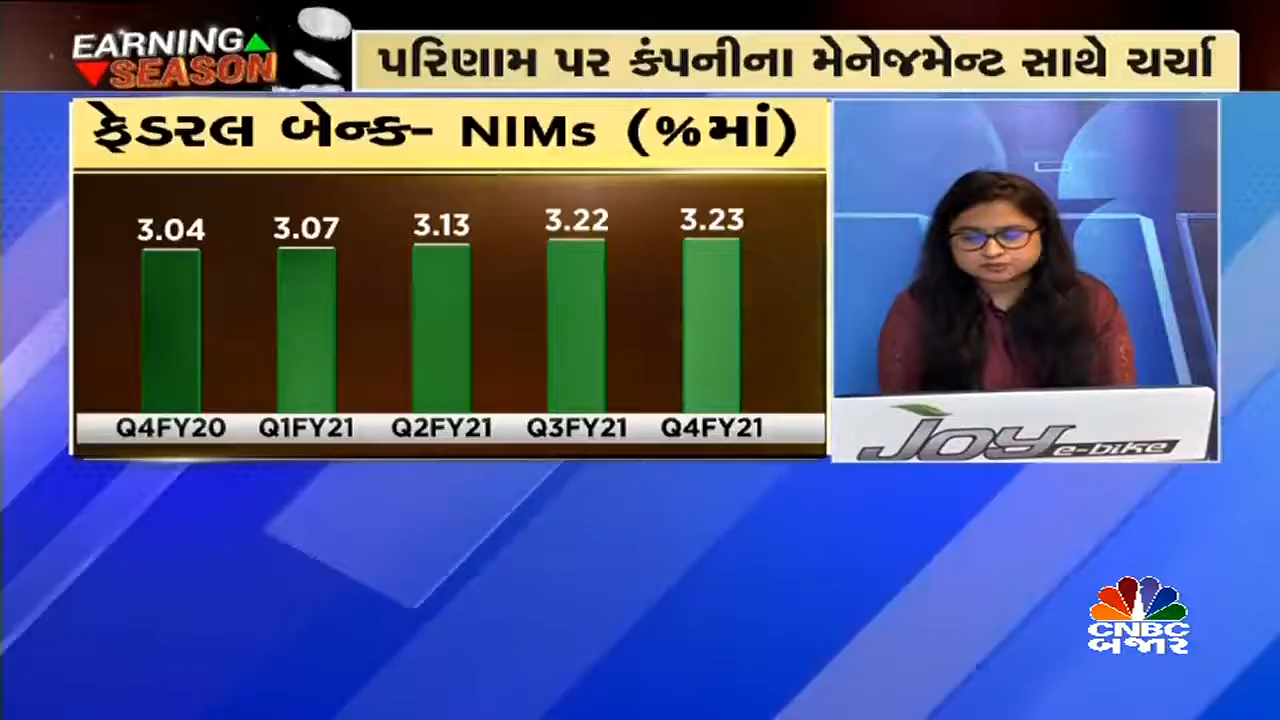 EARNING
SEASON
પરિણામ પર કંપનીના મેનેજમેન્ટ સાથે ચર્ચા
ફેડરલ બેન્ક- NIMs (%માં)
3.04 3.07 3.13 3.22 3.23
Q4FY20 Q1FY21 Q2FY21 Q3FY21 Q4FY21
Joy e-bike
CNBC
બજાર